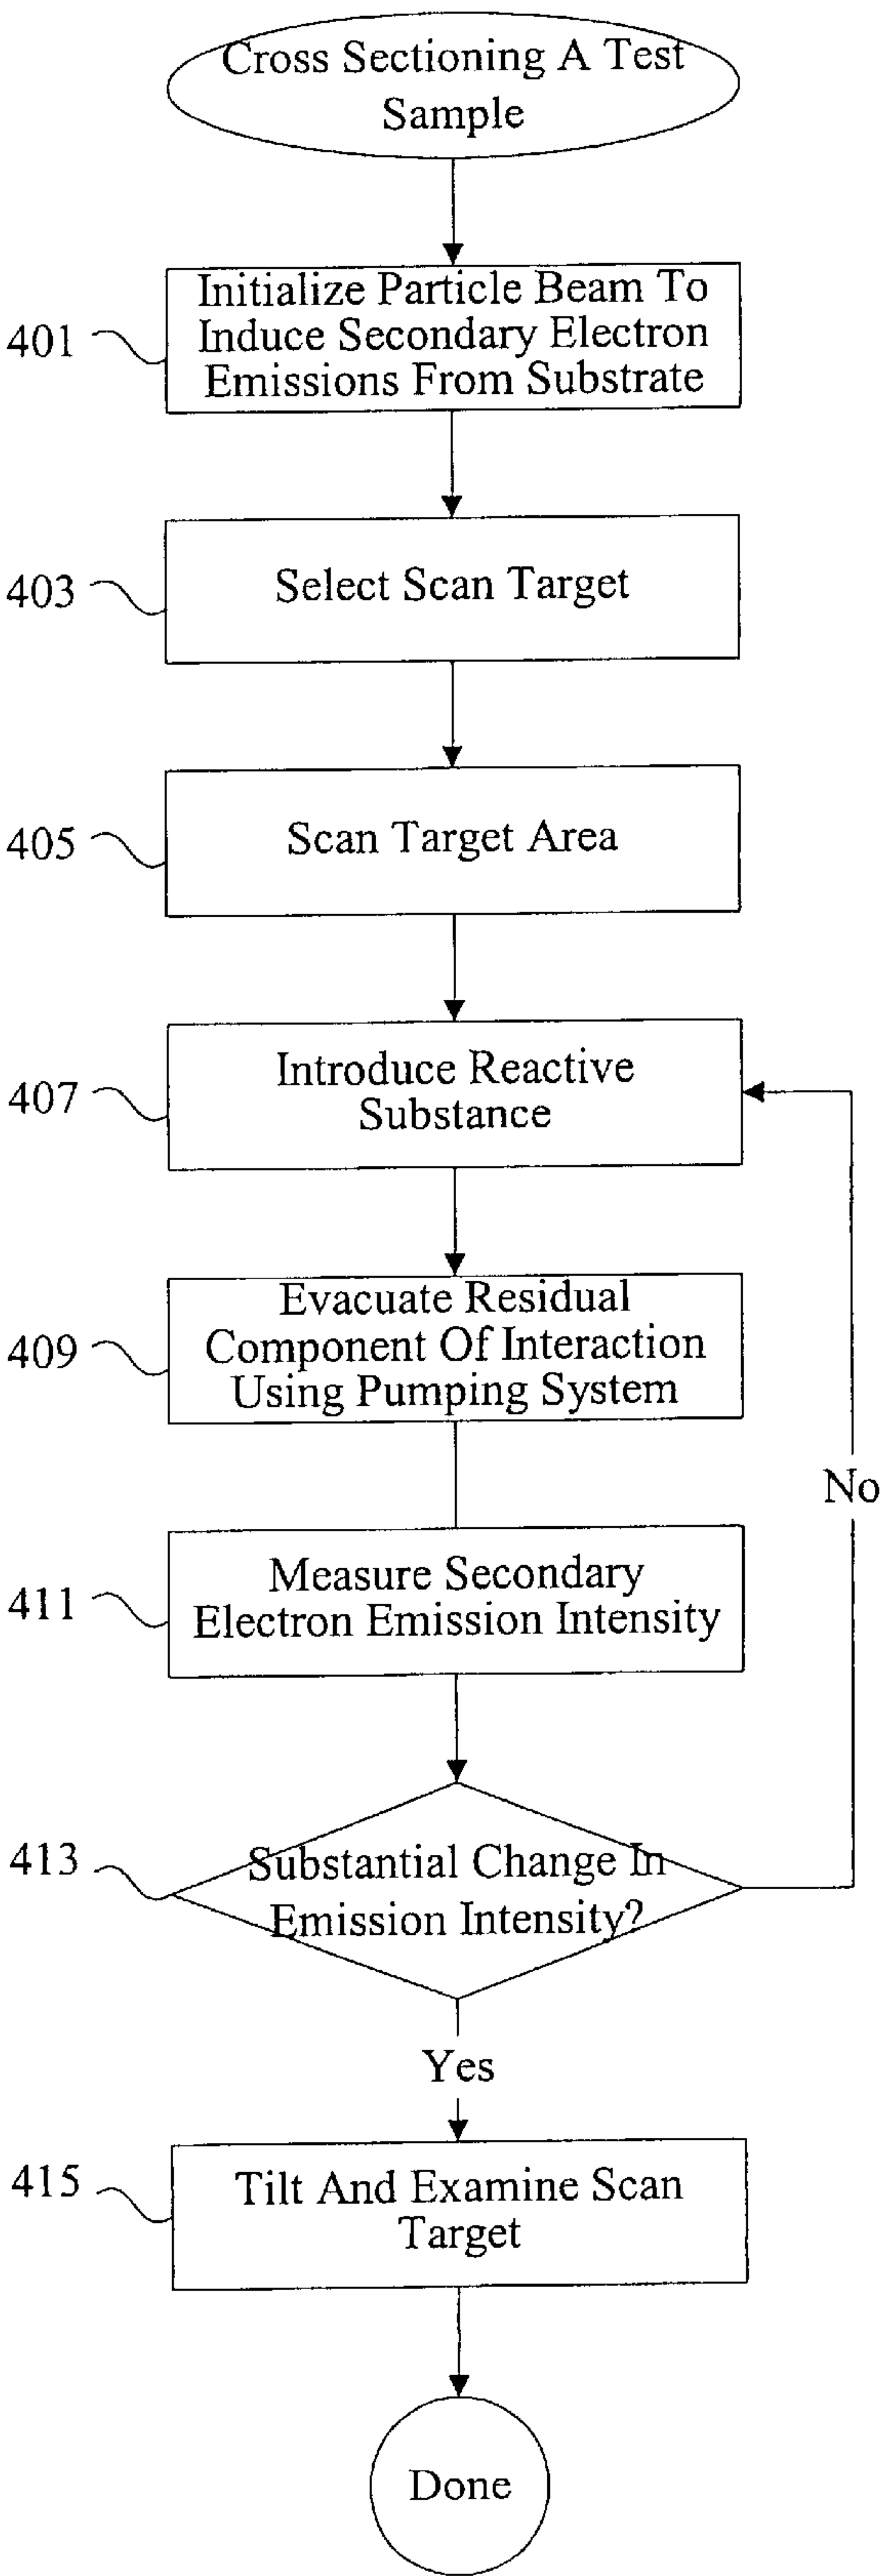 Cross Sectioning A Test
Sample
401
Initialize Particle Beam To
Induce Secondary Electron
Emissions From Substrate
403
Select Scan Target
405
Scan Target Area
407
Introduce Reactive
Substance
409
Evacuate Residual
Component Of Interaction
Using Pumping System
No
411
Measure Secondary
Electron Emission Intensity
413
Substantial Change In
Emission Intensity?
Yes
415
Tilt And Examine Scan
Target
Done